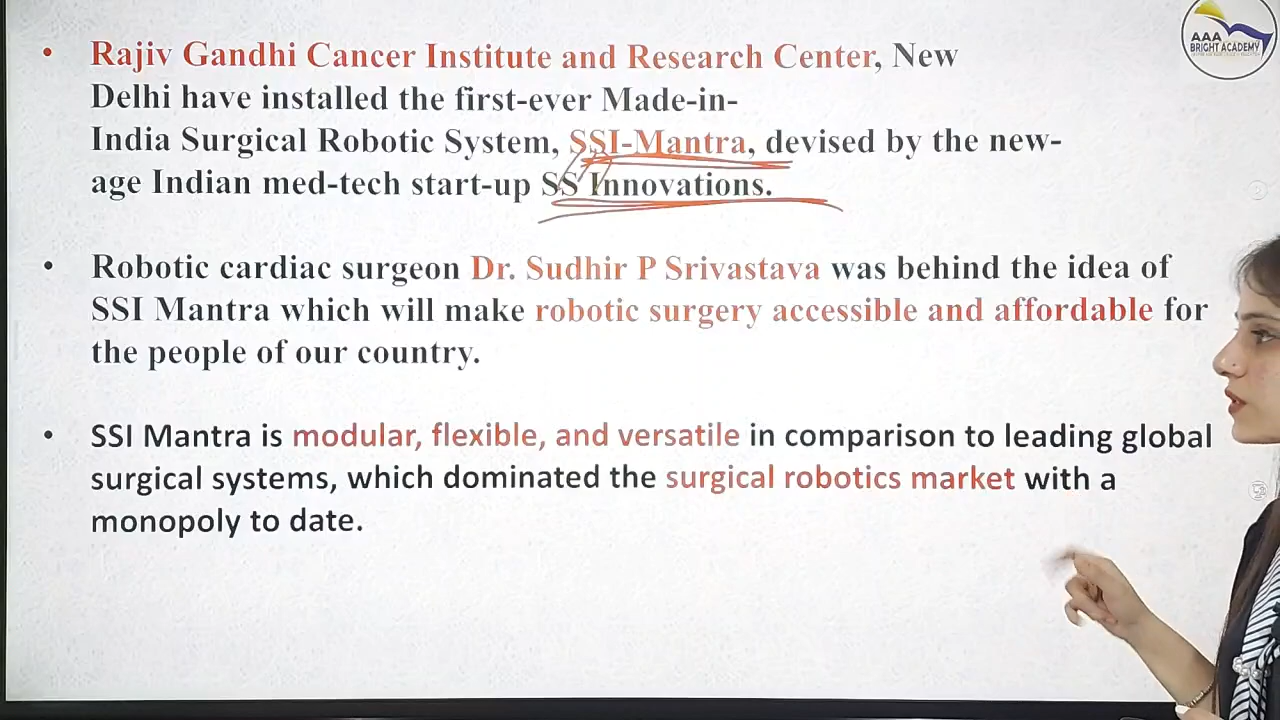 AAA
BRIGHT ACADEMY
• Rajiv Gandhi Cancer Institute and Research Center, New
Delhi have installed the first-ever Made-in-
India Surgical Robotic System, SSI-Mantra, devised by the new-
age Indian med-tech start-up SS Innovations.
• Robotic cardiac surgeon Dr. Sudhir P Srivastava was behind the idea of
SSI Mantra which will make robotic surgery accessible and affordable for
the people of our country.
• SSI Mantra is modular, flexible, and versatile in comparison to leading global
surgical systems, which dominated the surgical robotics market with a
monopoly to date.